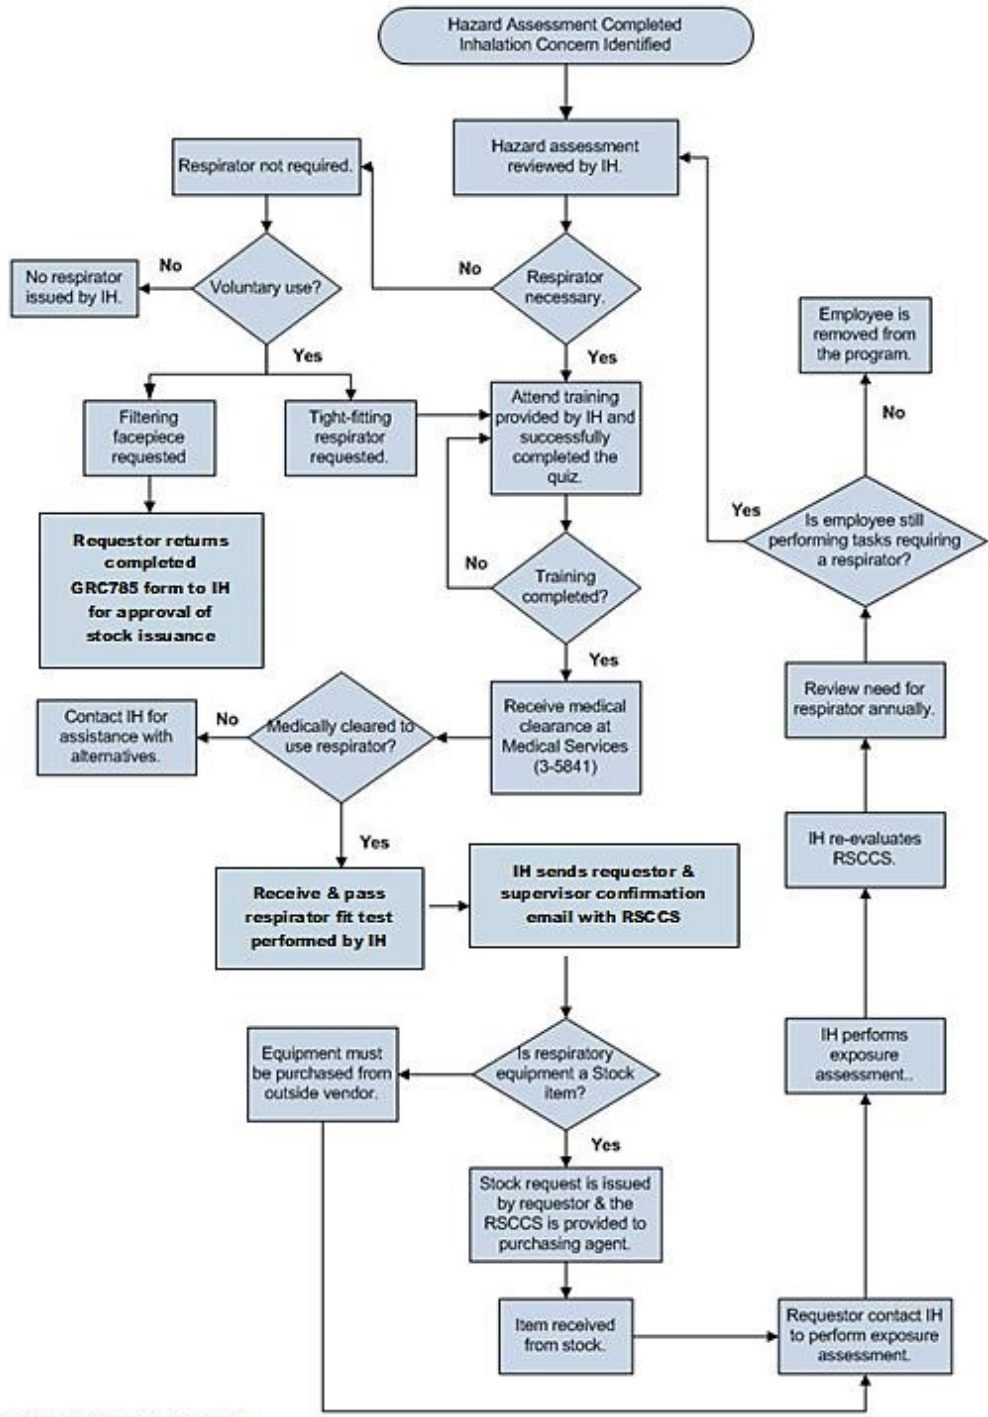 Hazard Assessment Completed
Inhalation Concern Identified
Hazard assessment
reviewed by IH.
Respirator not required.
No
Respirator
necessary.
Voluntary use?
No
No respirator
issued by IH.
Yes
Yes
Filtering
facepiece
requested
Tight-fitting
respirator
requested.
Attend training
provided by IH and
successfully
completed the
quiz.
Requestor returns
completed
GRC785 form to IH
for approval of
stock issuance
No
Training
completed?
Yes
Receive medical
clearance at
Medical Services
(3-5841)
Medically cleared to
use respirator?
No
Contact IH for
assistance with
alternatives.
Yes
Receive & pass
respirator fit test
performed by IH
IH sends requestor &
supervisor confirmation
email with RSCCS
Is respiratory
equipment a Stock
item?
Equipment must
be purchased from
outside vendor.
Yes
Stock request is issued
by requestor & the
RSCCS is provided to
purchasing agent.
Item received
from stock.
Requestor contact IH
to perform exposure
assessment.
IH performs
exposure
assessment..
IH re-evaluates
RSCCS.
Review need for
respirator annually.
Is employee still
performing tasks requiring
a respirator?
Yes
No
Employee is
removed from
the program.